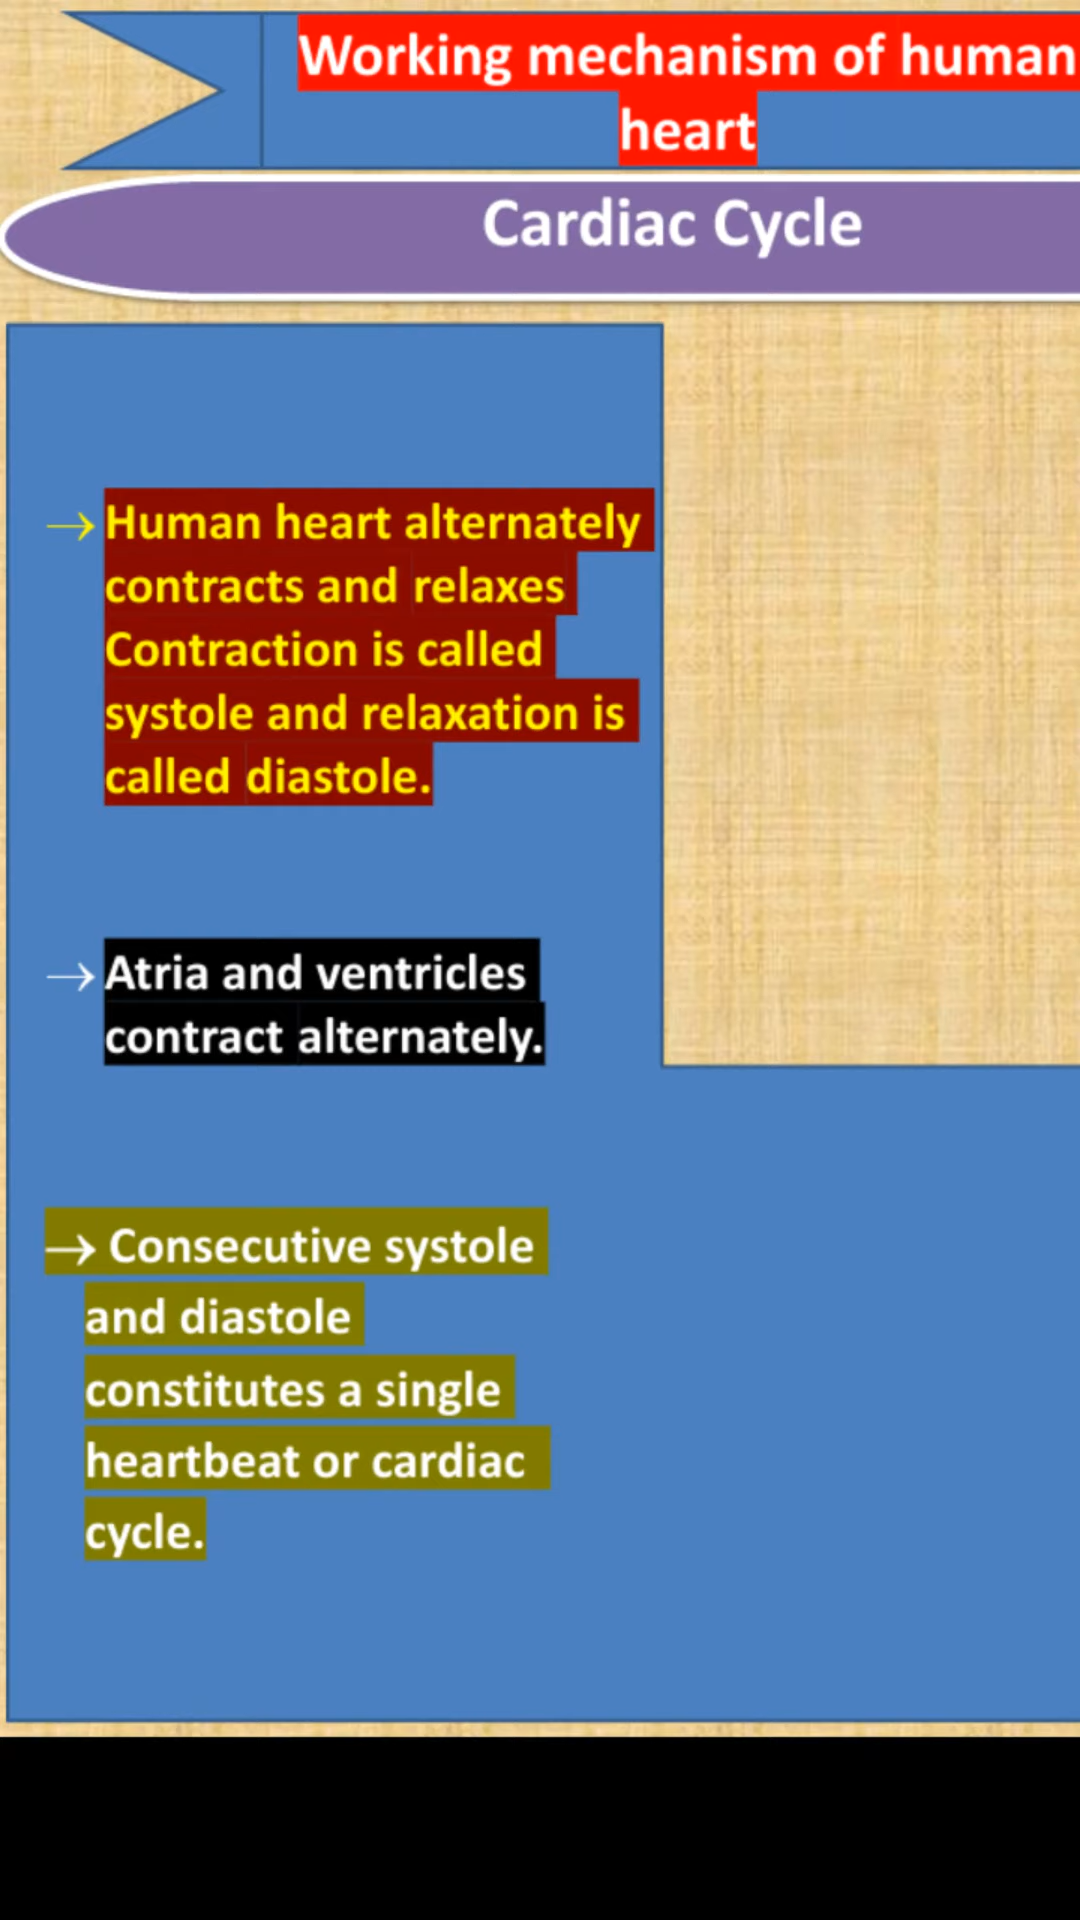 Working mechanism of human
heart
Cardiac Cycle
→ Human heart alternately
contracts and relaxes
Contraction is called
systole and relaxation is
called diastole.
→ Atria and ventricles
contract alternately.
→ Consecutive systole
and diastole
constitutes a single
heartbeat or cardiac
cycle.